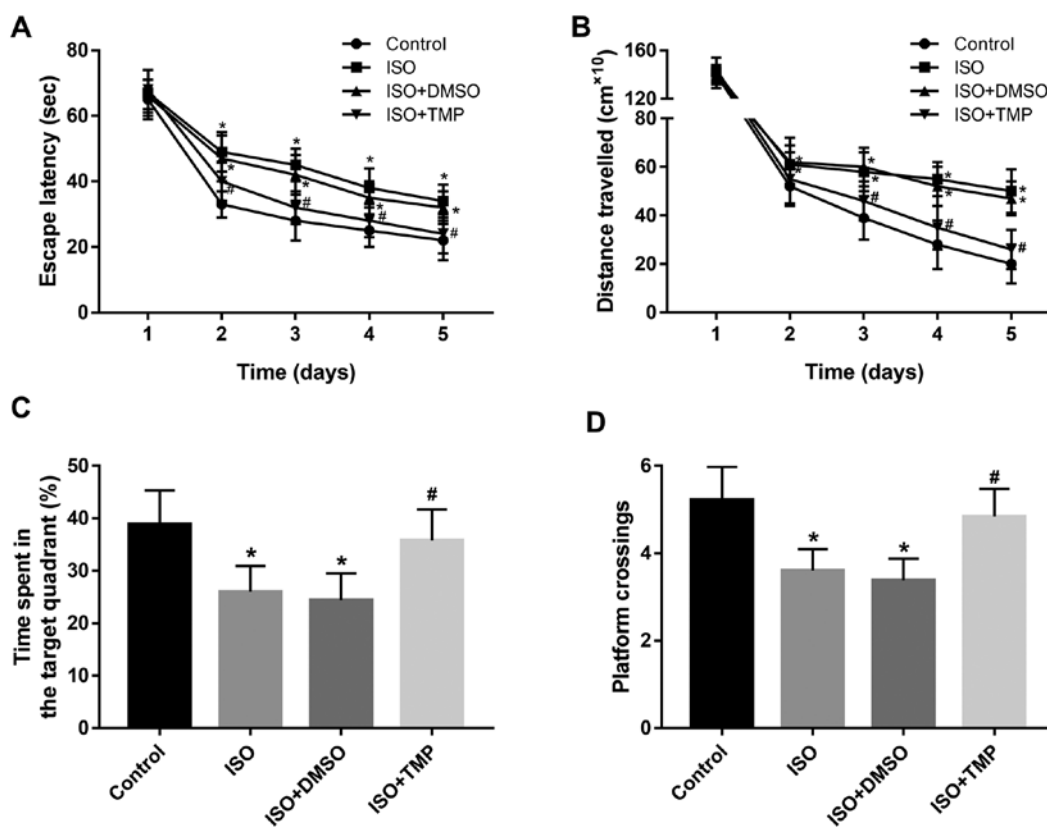 A
Control
ISO
ISO+DMSO
ISO+TMP
80
60
40
20
0
Escape latency (sec)
* * * *
* * * *
# # # #
1 2 3 4 5
Time (days)
B
Control
ISO
ISO+DMSO
ISO+TMP
160
140
120
80
60
40
20
0
Distance travelled (cm×10)
* * * *
* * * *
# # #
1 2 3 4 5
Time (days)
C
50
40
30
20
10
0
Time spent in
the target quadrant (%)
* * #
Control ISO ISO+DMSO ISO+TMP
D
6
4
2
0
Platform crossings
* * #
Control ISO ISO+DMSO ISO+TMP